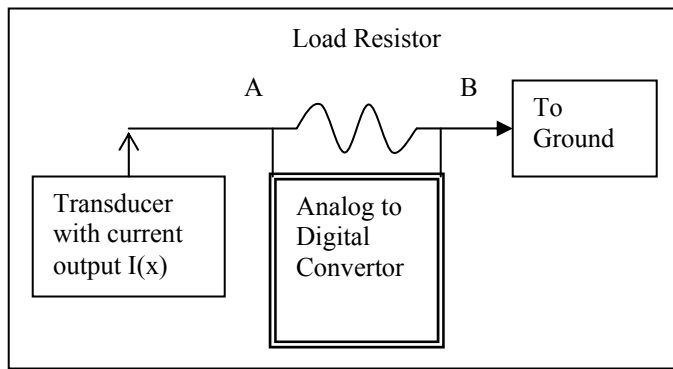 Load Resistor
A
B
To
Ground
Transducer
with current
output I(x)
Analog to
Digital
Convertor